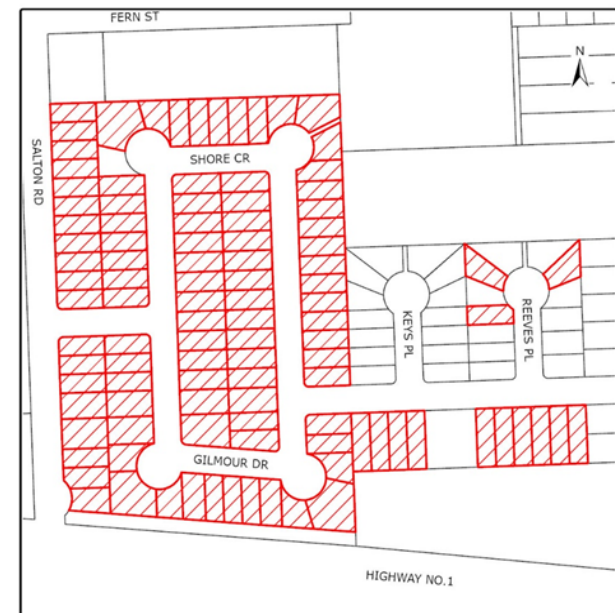 FERN ST
N
SALTON RD
SHORE CR
KEYS PL
REEVES PL
GILMOUR DR
HIGHWAY NO.1